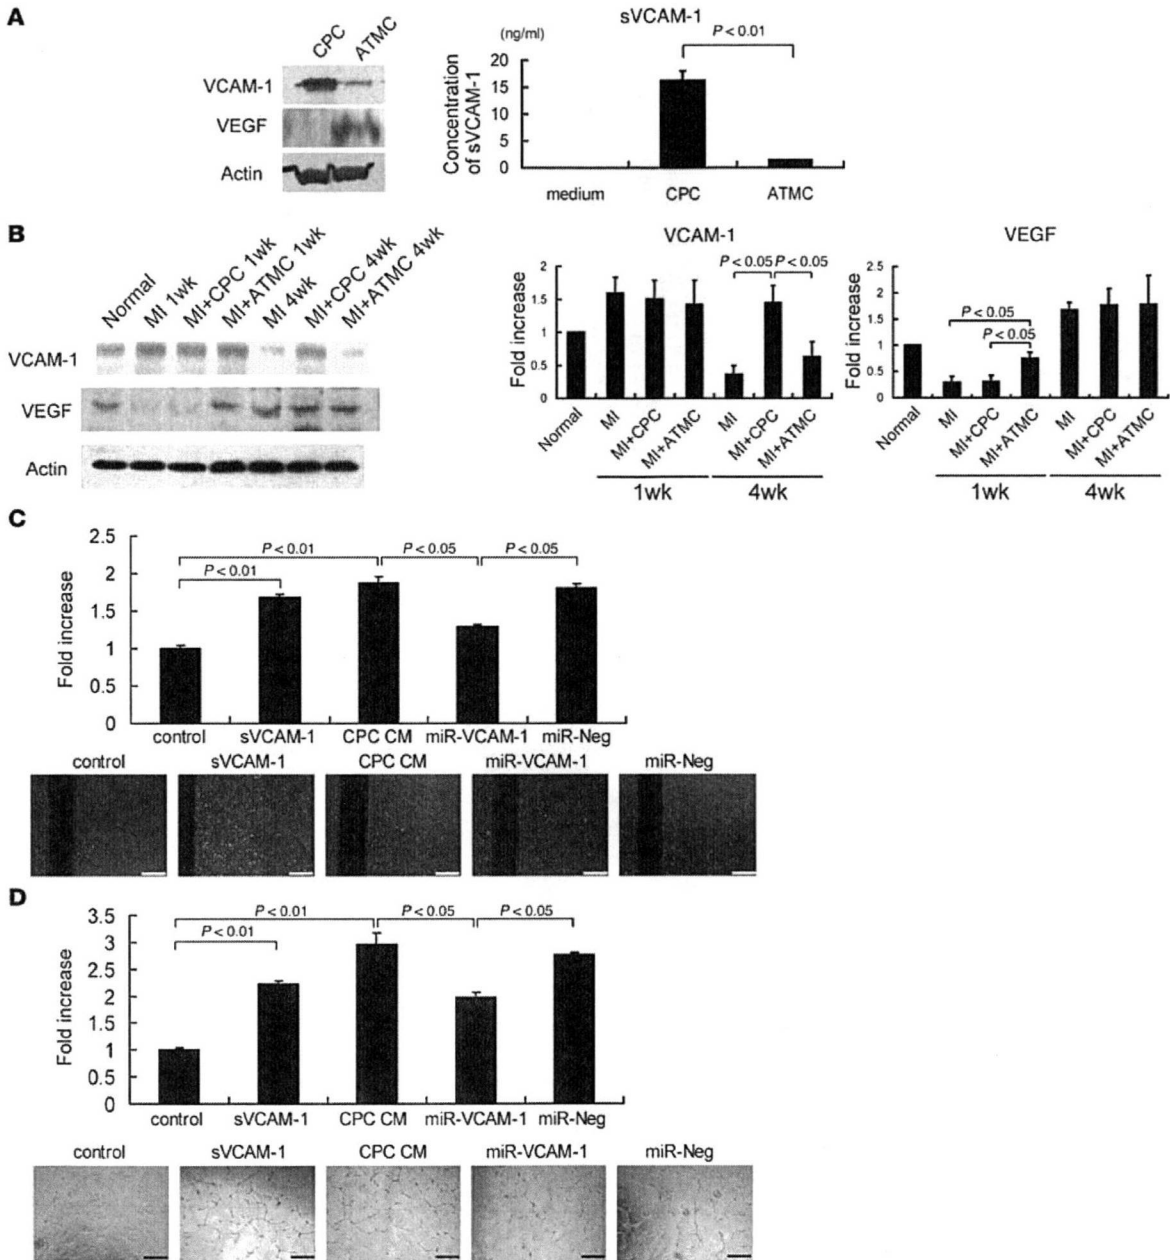 A
CPC
ATMC
VCAM-1
VEGF
Actin
sVCAM-1
(ng/ml)
P < 0.01
Concentration
of sVCAM-1
20
15
10
5
0
medium
CPC
ATMC
B
Normal
MI 1wk
MI+CPC 1wk
MI+ATMC 1wk
MI 4wk
MI+CPC 4wk
MI+ATMC 4wk
VCAM-1
VEGF
Actin
VCAM-1
P < 0.05
P < 0.05
Fold increase
2
1.5
1
0.5
0
Normal
MI
MI+CPC
MI+ATMC
MI
MI+CPC
MI+ATMC
1wk
4wk
VEGF
P < 0.05
P < 0.05
Fold increase
2.5
2
1.5
1
0.5
0
Normal
MI
MI+CPC
MI+ATMC
MI
MI+CPC
MI+ATMC
1wk
4wk
C
Fold increase
2.5
2
1.5
1
0.5
0
P < 0.01
P < 0.05
P < 0.05
P < 0.01
control
sVCAM-1
CPC CM
miR-VCAM-1
miR-Neg
control
sVCAM-1
CPC CM
miR-VCAM-1
miR-Neg
D
Fold increase
3.5
3
2.5
2
1.5
1
0.5
0
P < 0.01
P < 0.05
P < 0.05
P < 0.01
control
sVCAM-1
CPC CM
miR-VCAM-1
miR-Neg
control
sVCAM-1
CPC CM
miR-VCAM-1
miR-Neg